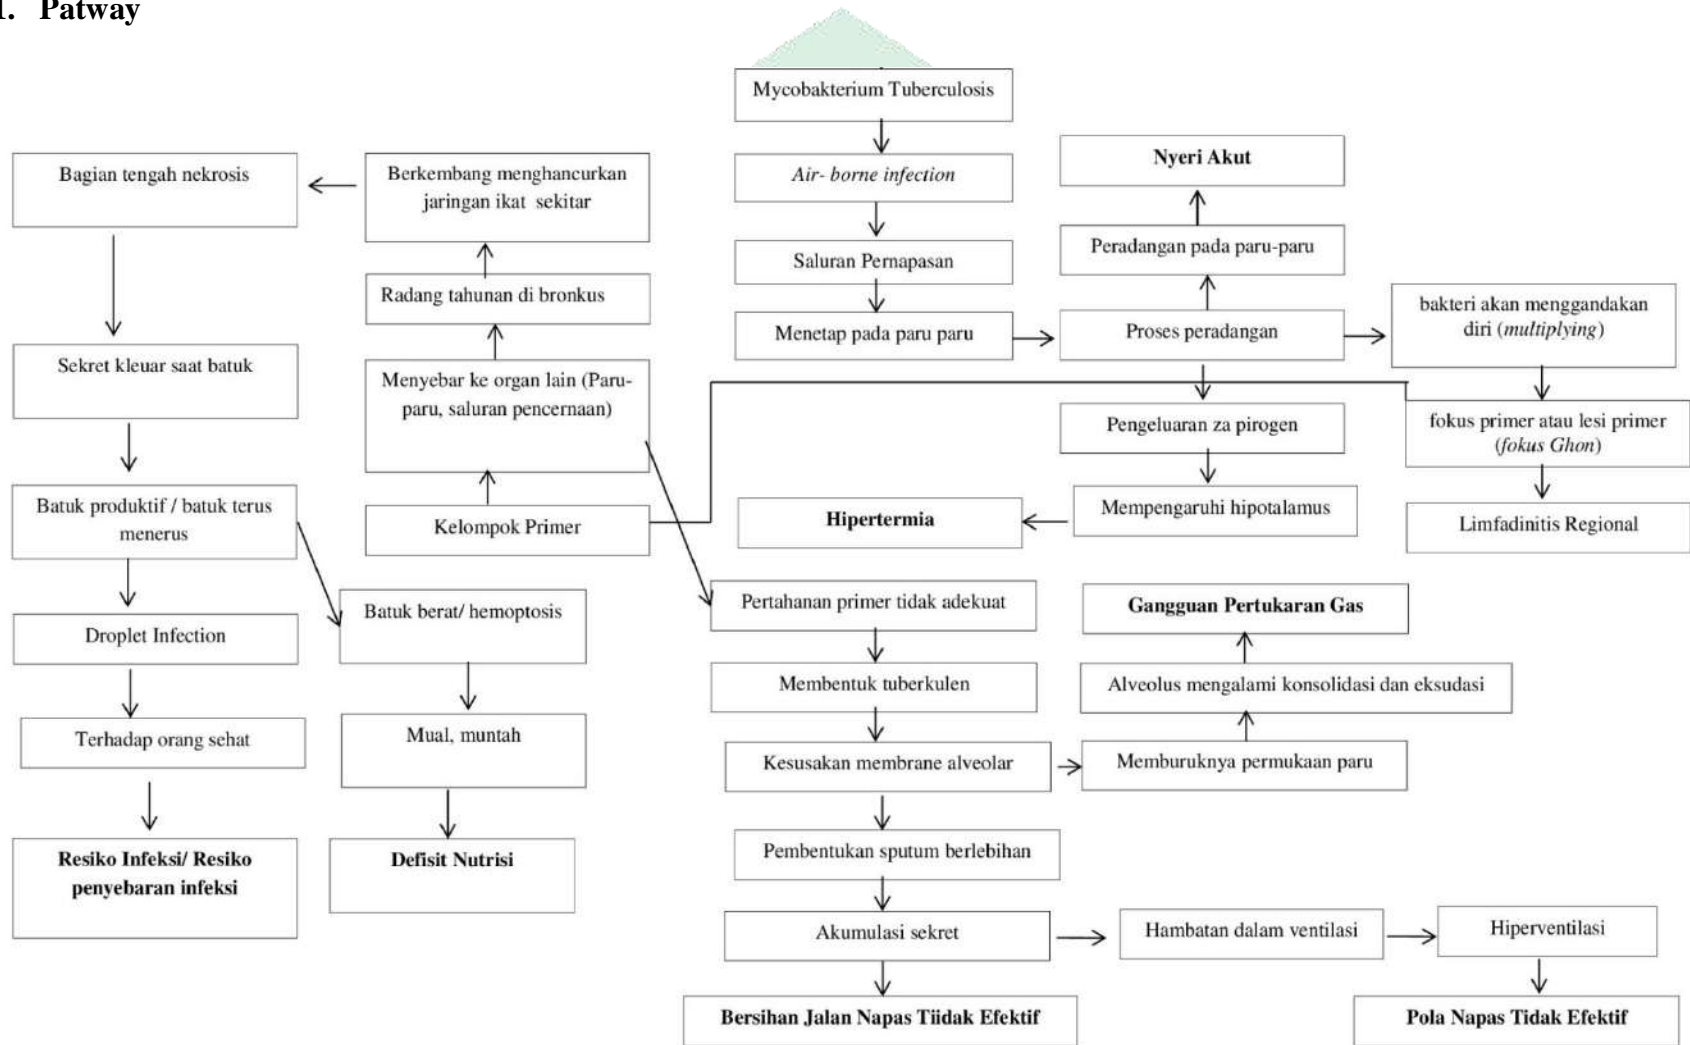 1. Patway
Mycobakterium Tuberculosis
Air- borne infection
Saluran Pernapasan
Menetap pada paru paru
Proses peradangan
Peradangan pada paru-paru
Nyeri Akut
bakteri akan menggandakan
diri (multiplying)
fokus primer atau lesi primer
(fokus Ghon)
Limfadinitis Regional
Pengeluaran za pirogen
Mempengaruhi hipotalamus
Hipertermia
Kelompok Primer
Menyebar ke organ lain (Paru-
paru, saluran pencernaan)
Radang tahunan di bronkus
Berkembang menghancurkan
jaringan ikat sekitar
Bagian tengah nekrosis
Sekret kleuar saat batuk
Batuk produktif / batuk terus
menerus
Droplet Infection
Terhadap orang sehat
Resiko Infeksi/ Resiko
penyebaran infeksi
Batuk berat/ hemoptosis
Mual, muntah
Defisit Nutrisi
Pertahanan primer tidak adekuat
Membentuk tuberkulen
Kesusakan membrane alveolar
Memburuknya permukaan paru
Alveolus mengalami konsolidasi dan eksudasi
Gangguan Pertukaran Gas
Pembentukan sputum berlebihan
Akumulasi sekret
Hambatan dalam ventilasi
Hiperventilasi
Bersihan Jalan Napas Tiidak Efektif
Pola Napas Tidak Efektif